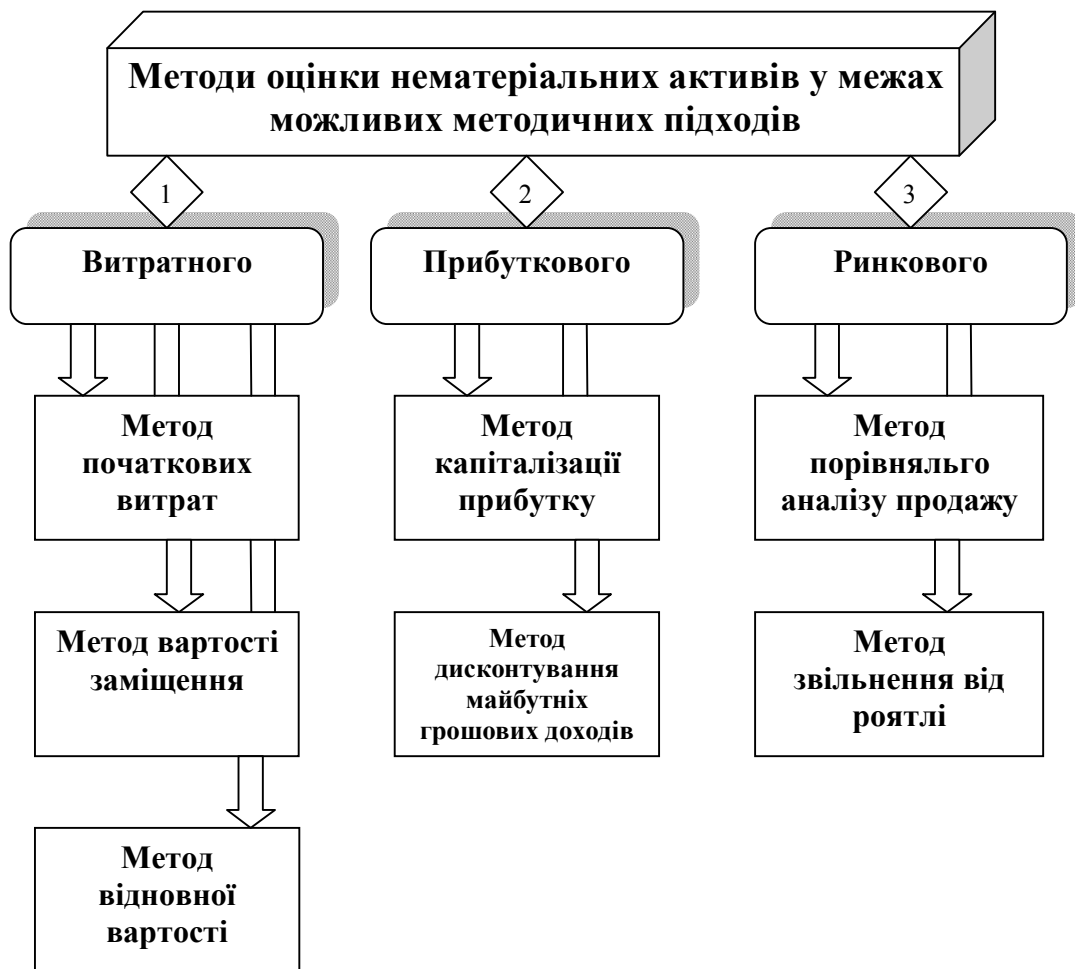 Методи оцінки нематеріальних активів у межах
можливих методичних підходів
1
2
3
Витратного
Прибуткового
Ринкового
Метод
початкових
витрат
Метод
капіталізації
прибутку
Метод
порівняльго
аналізу продажу
Метод вартості
заміщення
Метод
дисконтування
майбутніх
грошових доходів
Метод
звільнення від
роятлі
Метод
відновної
вартості